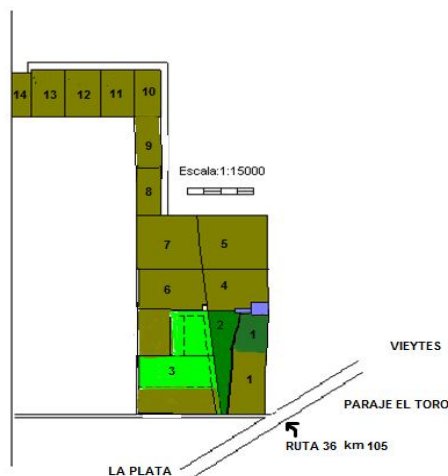 14 13 12 11 10
9
Escala:1:15000
8
7 5
6 4
2 1
3
1
VIEYTES
PARAJE EL TORO
RUTA 36 km 105
LA PLATA